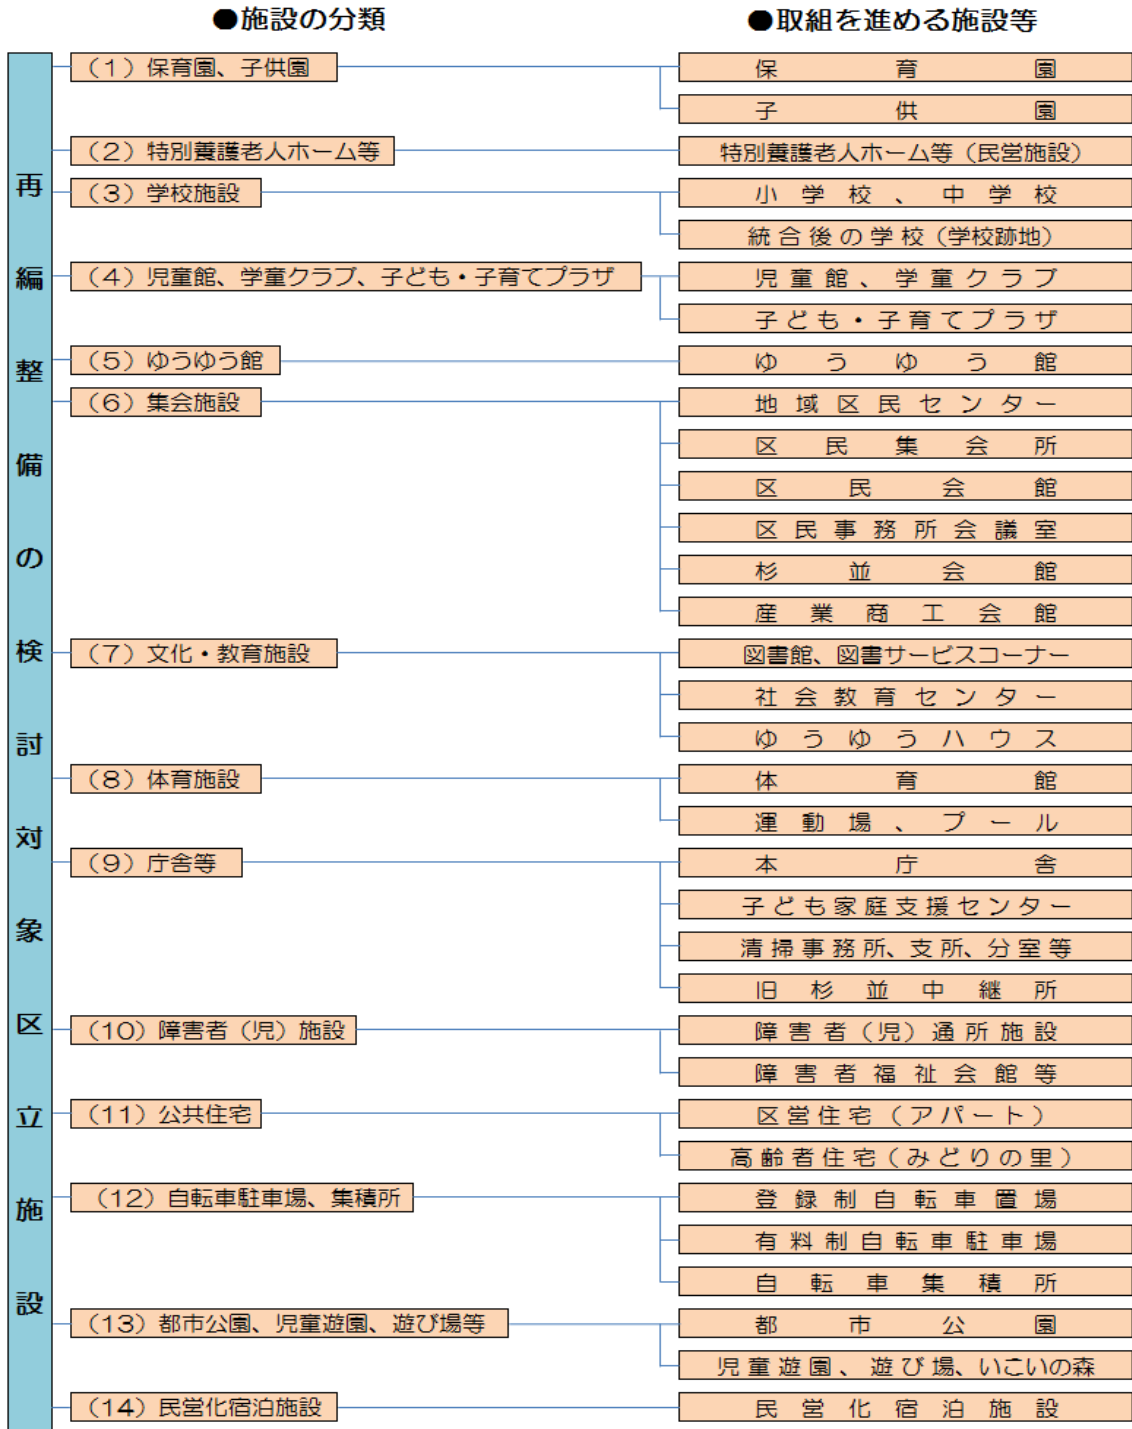 ●施設の分類
●取組を進める施設等
再編整備の検討対象区立施設
(1)保育園、子供園
保育園
子供園
(2)特別養護老人ホーム等
特別養護老人ホーム等(民営施設)
(3)学校施設
小学校、中学校
統合後の学校(学校跡地)
(4)児童館、学童クラブ、子ども・子育てプラザ
児童館、学童クラブ
子ども・子育てプラザ
(5)ゆうゆう館
ゆうゆう館
(6)集会施設
地域区民センター
区民集会所
区民会館
区民事務所会議室
杉並会館
産業商工会館
(7)文化・教育施設
図書館、図書サービスコーナー
社会教育センター
ゆうゆうハウス
(8)体育施設
体育館
運動場、プール
(9)庁舎等
本庁舎
子ども家庭支援センター
清掃事務所、支所、分室等
旧杉並中継所
(10)障害者(児)施設
障害者(児)通所施設
障害者福祉会館等
(11)公共住宅
区営住宅(アパート)
高齢者住宅(みどりの里)
(12)自転車駐車場、集積所
登録制自転車置場
有料制自転車駐車場
自転車集積所
(13)都市公園、児童遊園、遊び場等
都市公園
児童遊園、遊び場、いこいの森
(14)民営化宿泊施設
民営化宿泊施設